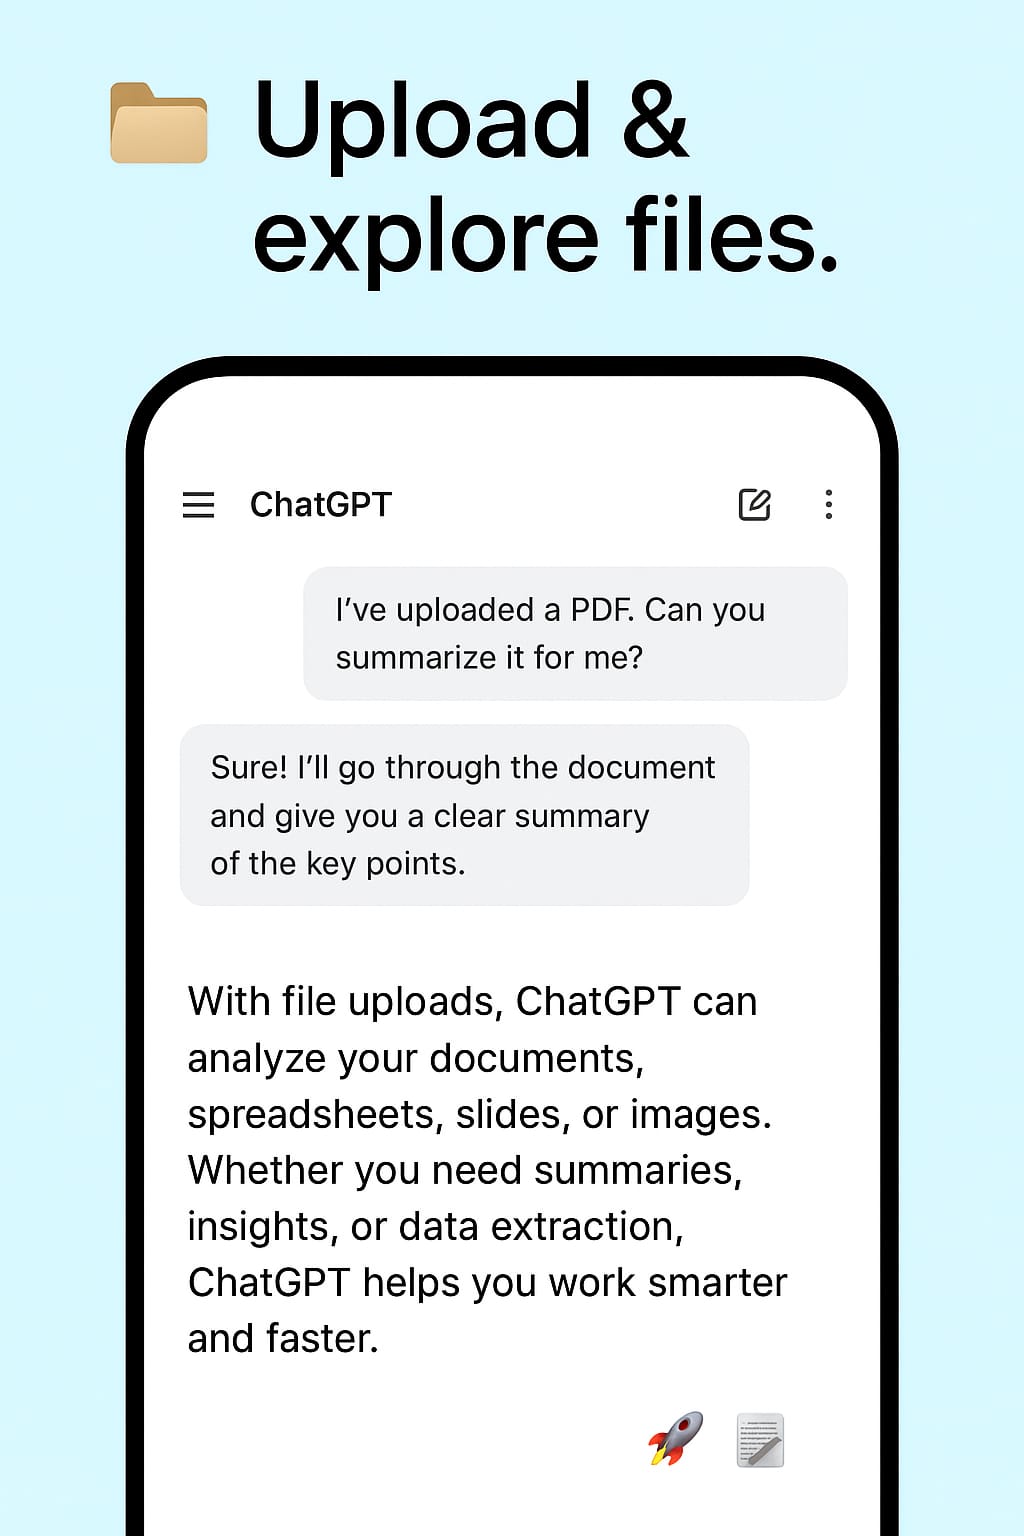 Upload &
explore files.
ChatGPT
I’ve uploaded a PDF. Can you
summarize it for me?
Sure! I’ll go through the document
and give you a clear summary
of the key points.
With file uploads, ChatGPT can
analyze your documents,
spreadsheets, slides, or images.
Whether you need summaries,
insights, or data extraction,
ChatGPT helps you work smarter
and faster.